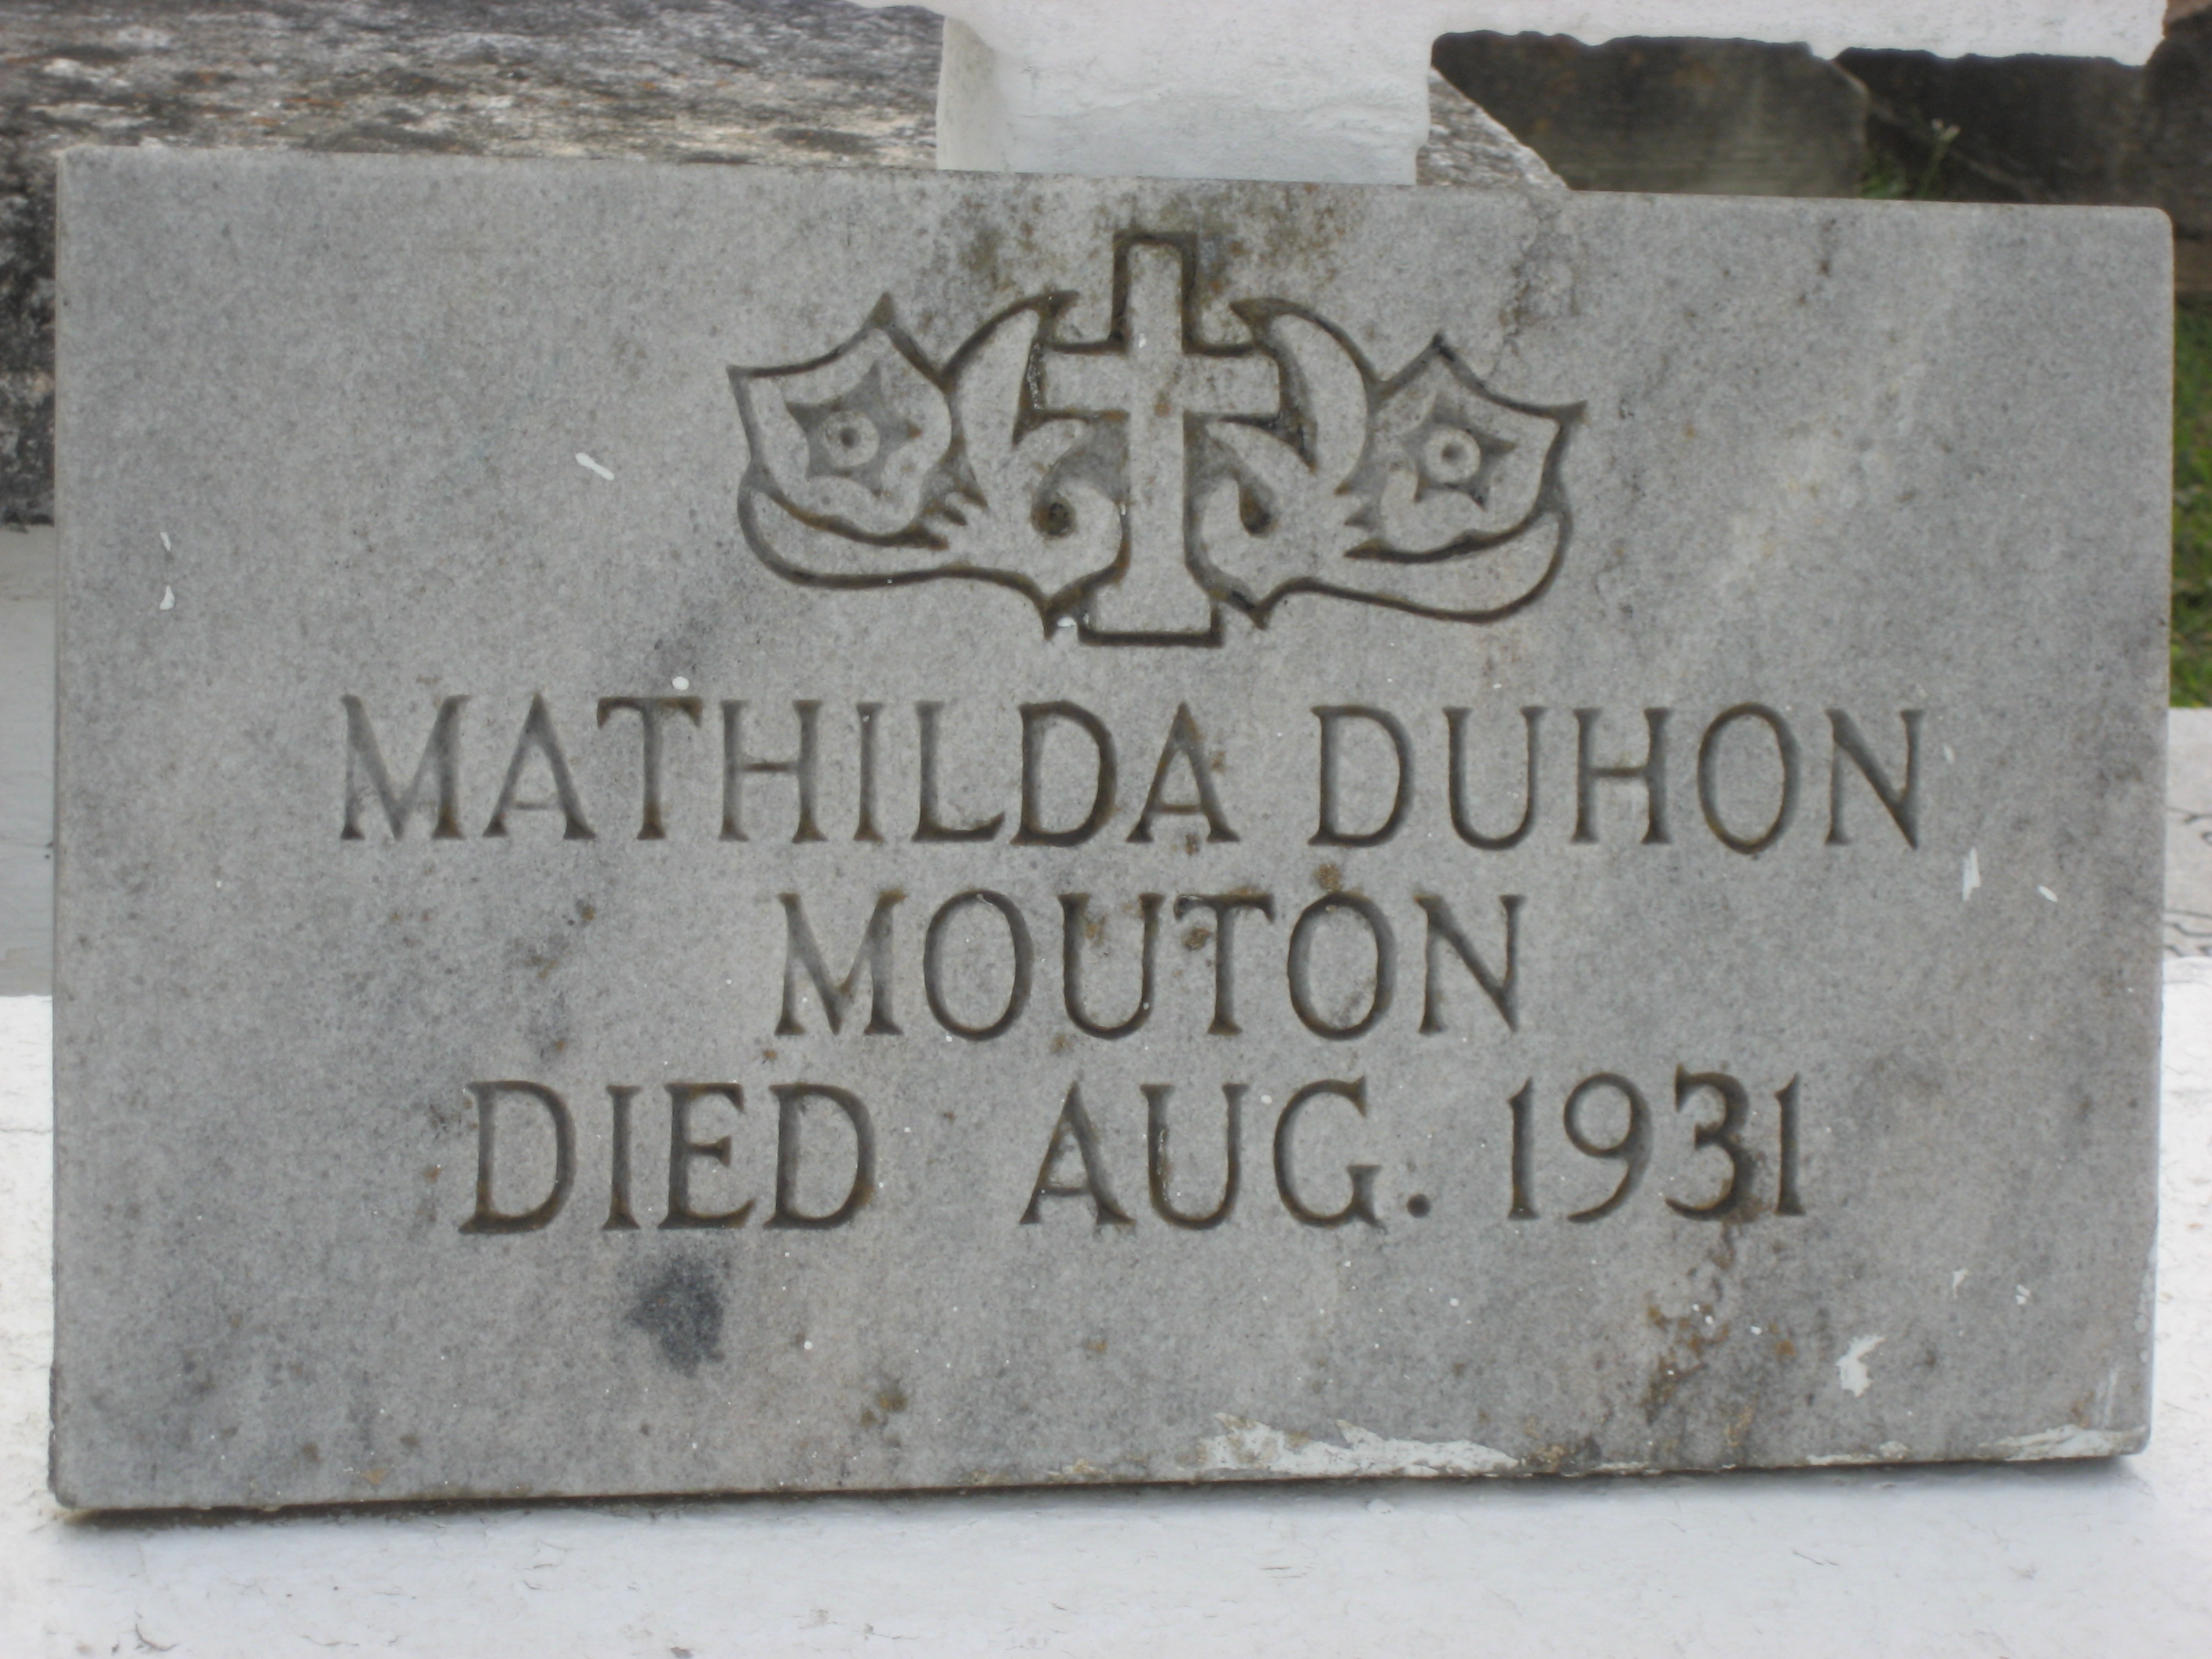 MATHILDA DUHON
MOUTON
DIED AUG. 1931